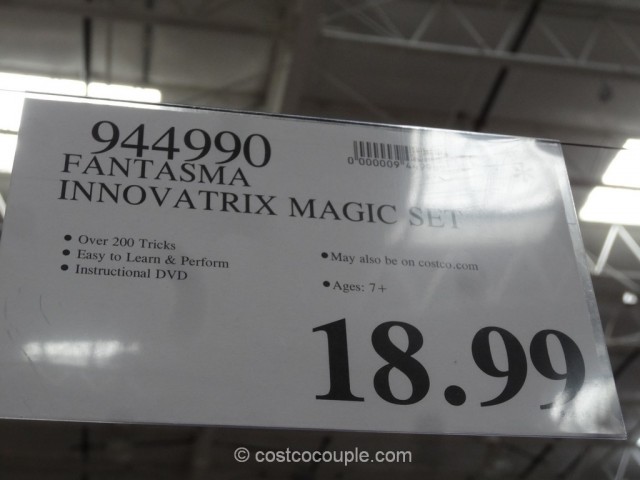 944990
FANTASMA
INNOVATRIX MAGIC SET
• Over 200 Tricks
• Easy to Learn & Perform
• Instructional DVD
• May also be on costco.com
• Ages: 7+
18.99
© costcocouple.com